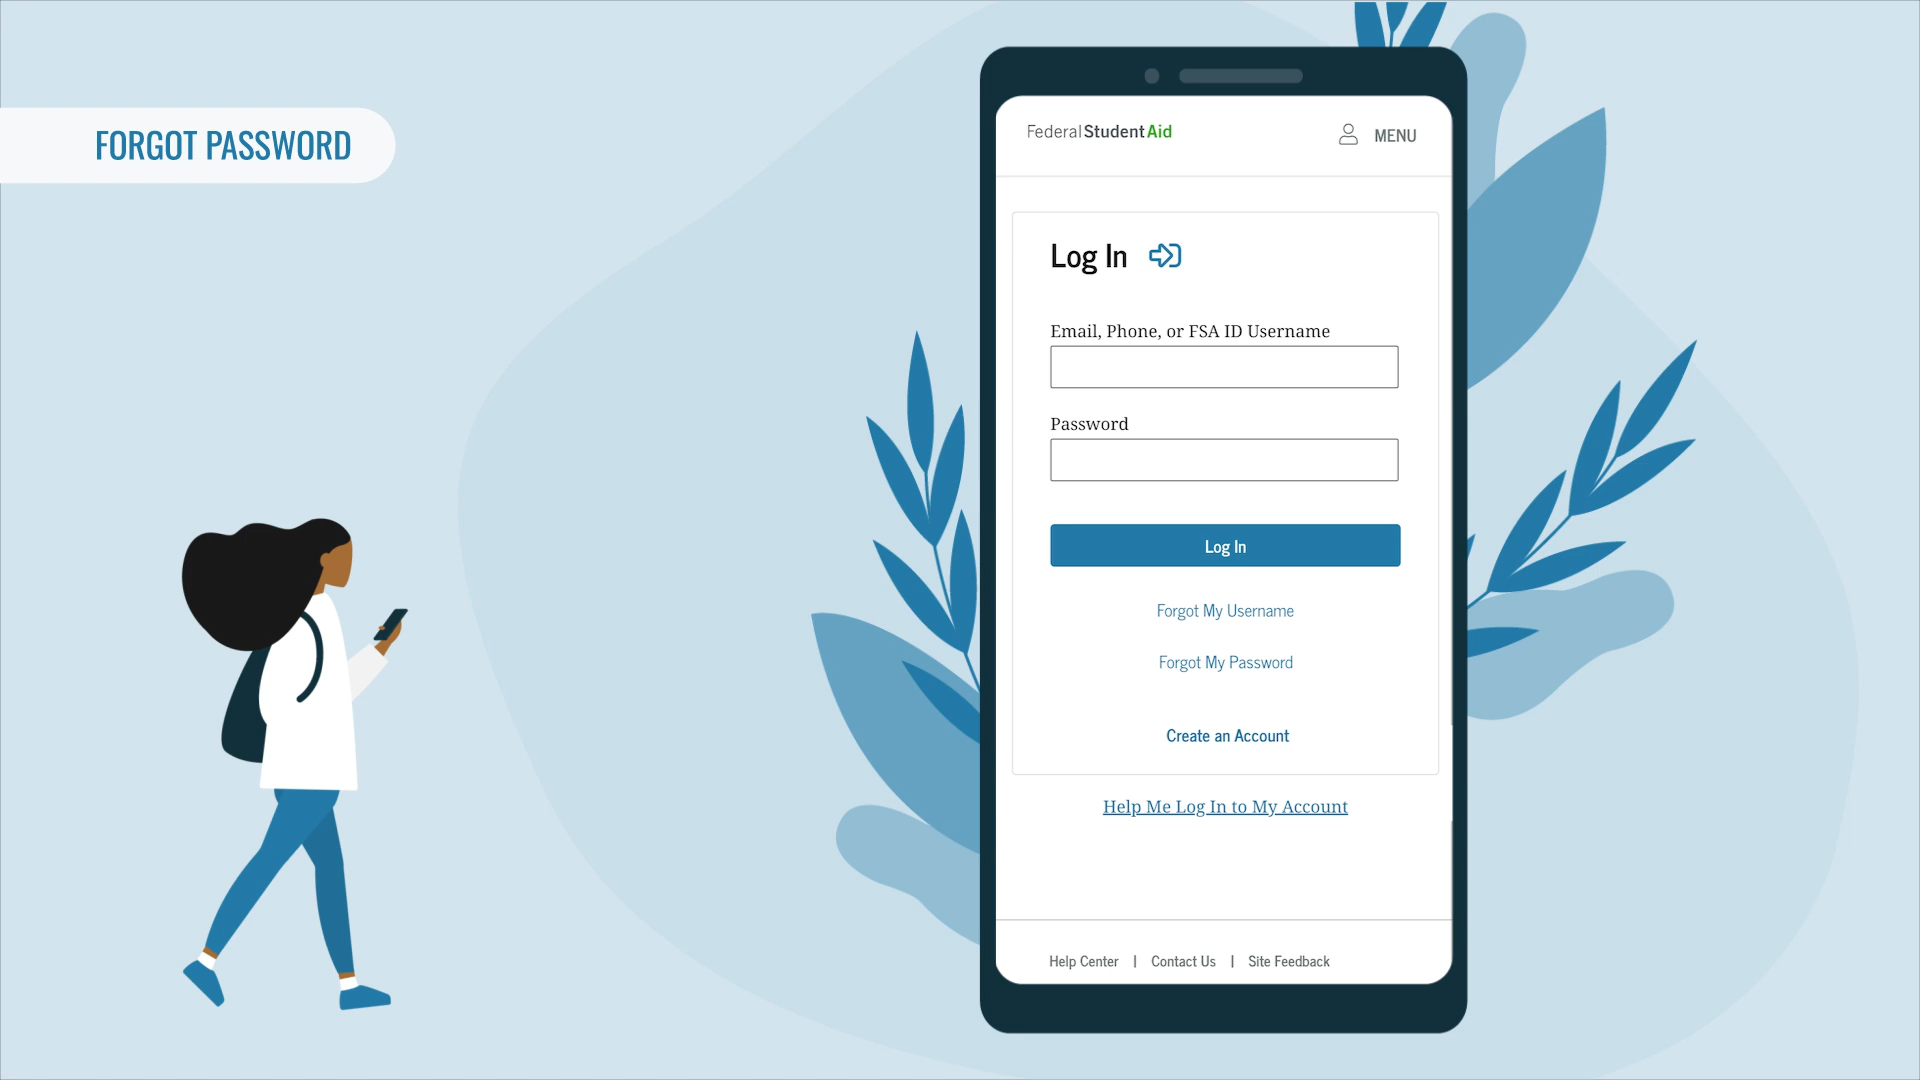 FORGOT PASSWORD
Federal Student Aid
MENU
Log In
Email, Phone, or FSA ID Username
Password
Log In
Forgot My Username
Forgot My Password
Create an Account
Help Me Log In to My Account
Help Center | Contact Us | Site Feedback